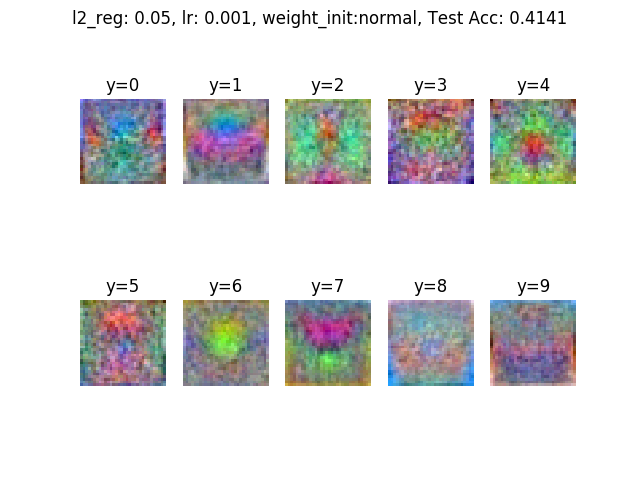 l2_reg: 0.05, lr: 0.001, weight_init:normal, Test Acc: 0.4141
y=0 y=1 y=2 y=3 y=4
y=5 y=6 y=7 y=8 y=9